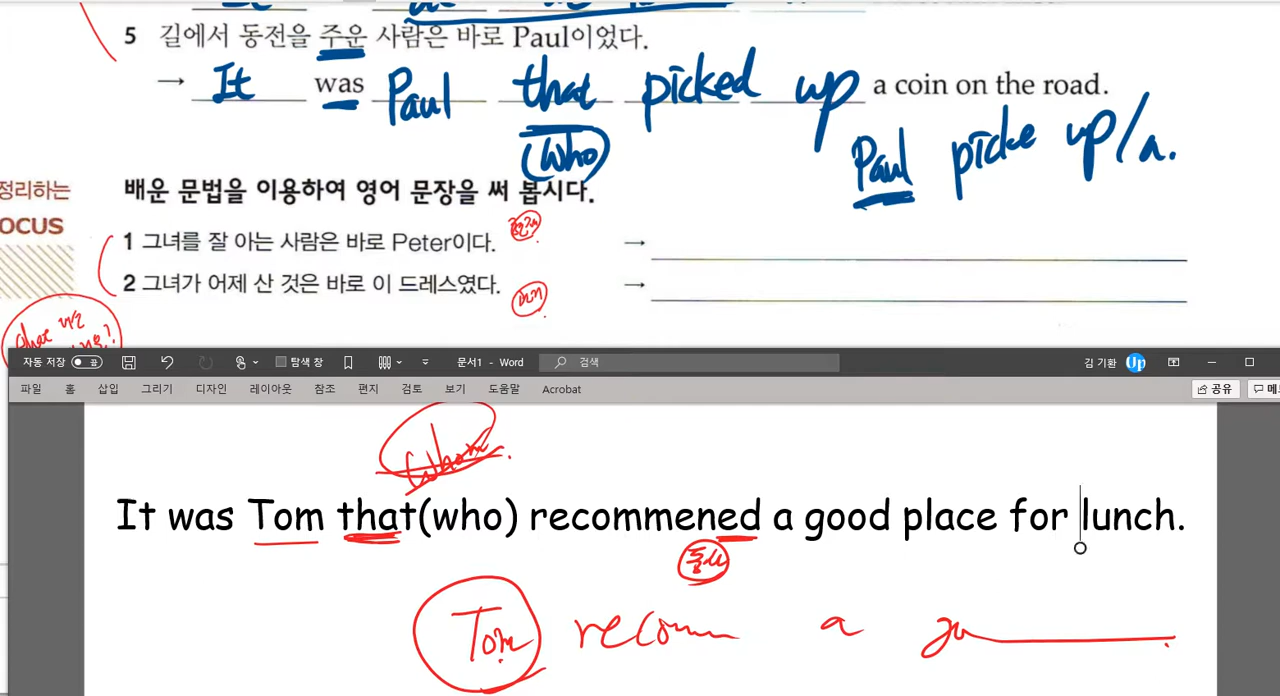 5 길에서 동전을 주운 사람은 바로 Paul이었다.
→ It was Paul that picked up a coin on the road.
(who)
Paul picke up/a.
정리하는
OCUS
배운 문법을 이용하여 영어 문장을 써 봅시다.
1 그녀를 잘 아는 사람은 바로 Peter이다. →
2 그녀가 어제 산 것은 바로 이 드레스였다. →
자동 저장 끔 탐색 창 문서1 - Word 검색 김 기환 Up
파일 홈 삽입 그리기 디자인 레이아웃 참조 편지 검토 보기 도움말 Acrobat 공유 메
whom
It was Tom that(who) recommened a good place for lunch.
동사
Tom recom a